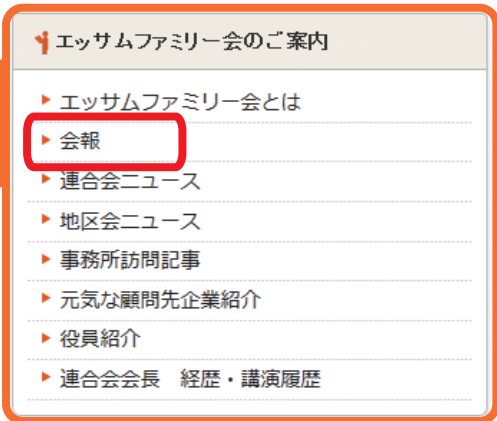 エッサムファミリー会のご案内
エッサムファミリー会とは
会報
連合会ニュース
地区会ニュース
事務所訪問記事
元気な顧問先企業紹介
役員紹介
連合会会長　経歴・講演履歴